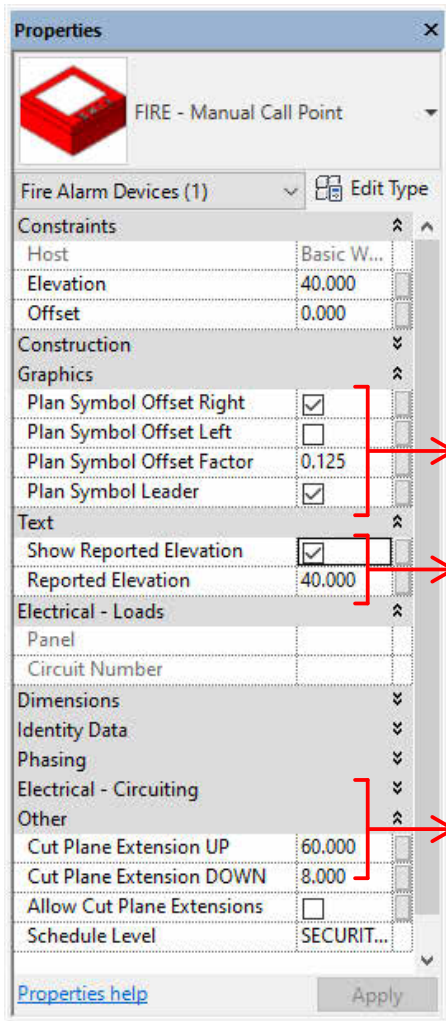 Properties
FIRE - Manual Call Point
Fire Alarm Devices (1)
Edit Type
Constraints
Host Basic W...
Elevation 40.000
Offset 0.000
Construction
Graphics
Plan Symbol Offset Right
Plan Symbol Offset Left
Plan Symbol Offset Factor 0.125
Plan Symbol Leader
Text
Show Reported Elevation
Reported Elevation 40.000
Electrical - Loads
Panel
Circuit Number
Dimensions
Identity Data
Phasing
Electrical - Circuiting
Other
Cut Plane Extension UP 60.000
Cut Plane Extension DOWN 8.000
Allow Cut Plane Extensions
Schedule Level SECURIT...
Properties help
Apply